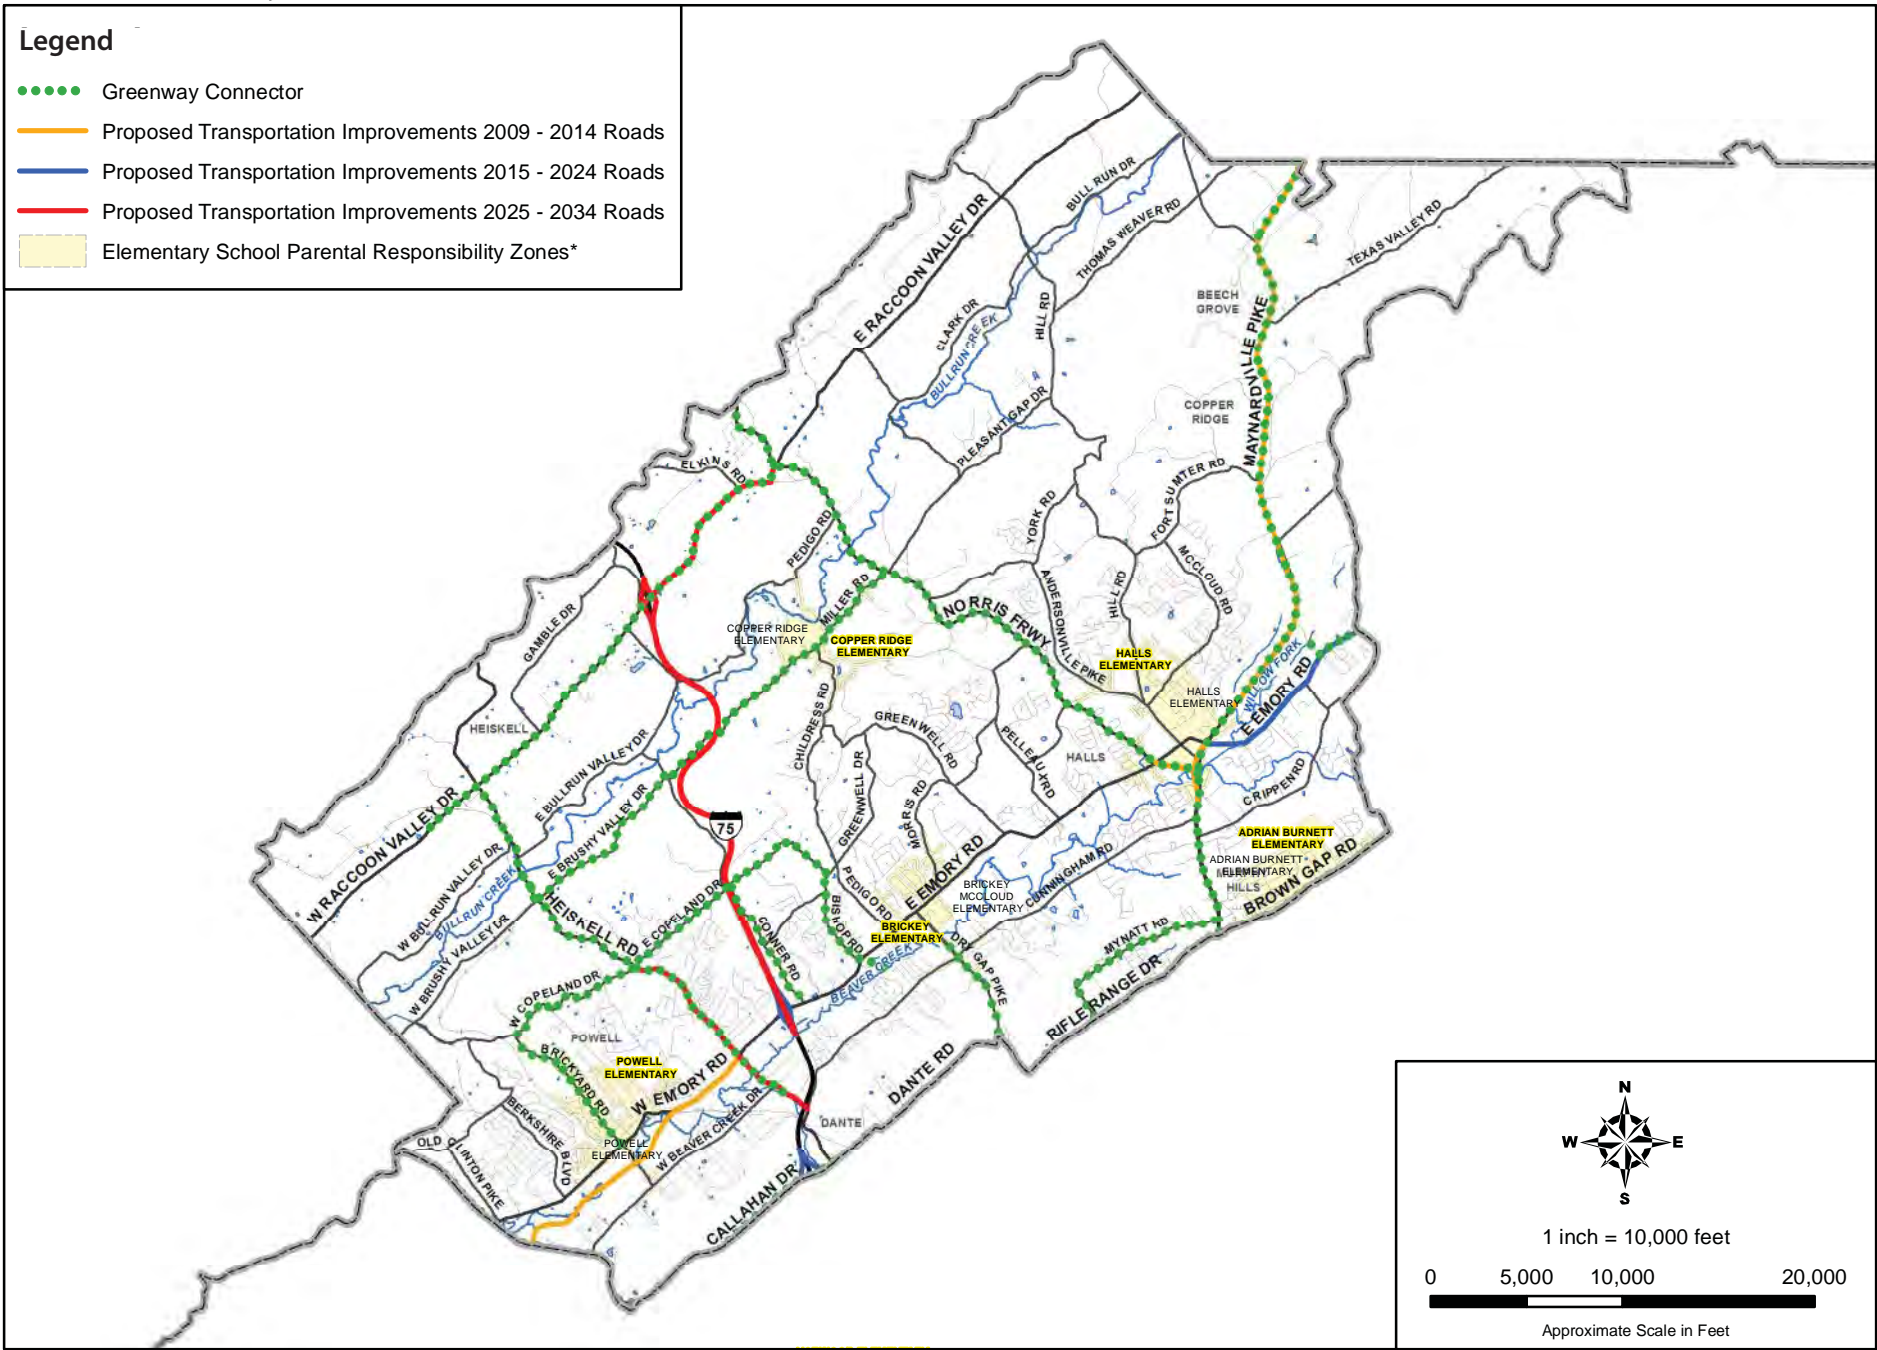 Legend
Greenway Connector
Proposed Transportation Improvements 2009 - 2014 Roads
Proposed Transportation Improvements 2015 - 2024 Roads
Proposed Transportation Improvements 2025 - 2034 Roads
Elementary School Parental Responsibility Zones*
BULL RUN DR
THOMAS WEAVER RD
TEXAS VALLEY RD
E RACCOON VALLEY DR
BEECH
GROVE
CLARK DR
BULLRUN CREEK
HILL RD
MAYNARDVILLE PIKE
COPPER
RIDGE
PLEASANT GAP DR
ELKINS RD
FORT SUMTER RD
YORK RD
PEDIGO RD
MCCLOUD RD
HILL RD
ANDERSONVILLE PIKE
MILLER RD
NORRIS FRWY
GAMBLE DR
COPPER RIDGE
ELEMENTARY
COPPER RIDGE
ELEMENTARY
HALLS
ELEMENTARY
WILLOW FORK
E EMORY RD
HALLS
ELEMENTARY
CHILDRESS RD
HEISKELL
GREENWELL RD
PELLEAUX RD
HALLS
E BULLRUN VALLEY DR
GREENWELL DR
MORRIS RD
CRIPPEN RD
E BRUSHY VALLEY DR
W RACCOON VALLEY DR
75
ADRIAN BURNETT
ELEMENTARY
ADRIAN BURNETT
ELEMENTARY
HILLS
BROWN GAP RD
W BULLRUN VALLEY DR
BULLRUN CREEK
E EMORY RD
CUNNINGHAM RD
BRICKEY
MCCLOUD
ELEMENTARY
PEDIGO RD
BISHOP RD
HEISKELL RD
E COPELAND DR
CONNER RD
BRICKEY
ELEMENTARY
DRY GAP PIKE
MYNATT RD
W BRUSHY VALLEY DR
BEAVER CREEK
W COPELAND DR
RIFLE RANGE DR
POWELL
BRICKYARD RD
POWELL
ELEMENTARY
W EMORY RD
DANTE RD
BERKSHIRE BLVD
W BEAVER CREEK DR
DANTE
OLD CLINTON PIKE
POWELL
ELEMENTARY
CALLAHAN DR
N
W E
S
1 inch = 10,000 feet
0 5,000 10,000 20,000
Approximate Scale in Feet